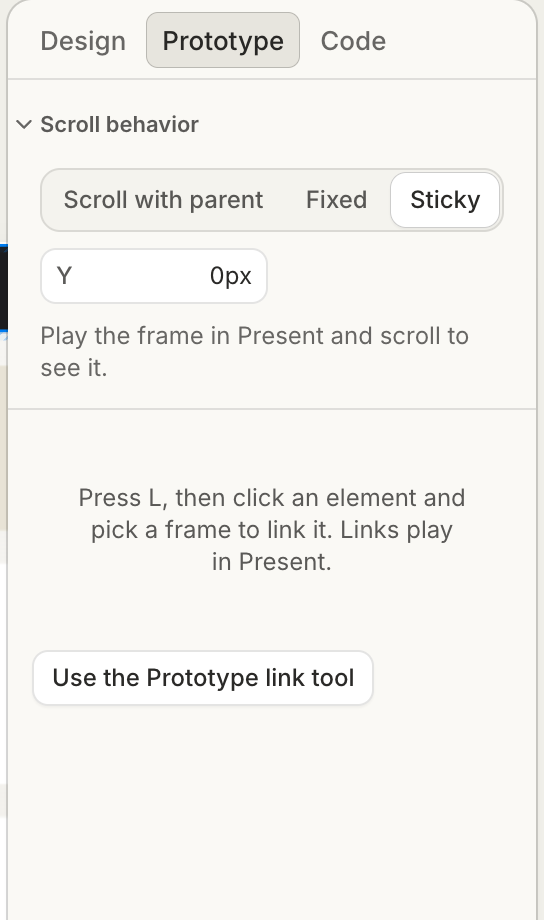 Design Prototype Code
Scroll behavior
Scroll with parent Fixed Sticky
Y 0px
Play the frame in Present and scroll to
see it.
Press L, then click an element and
pick a frame to link it. Links play
in Present.
Use the Prototype link tool